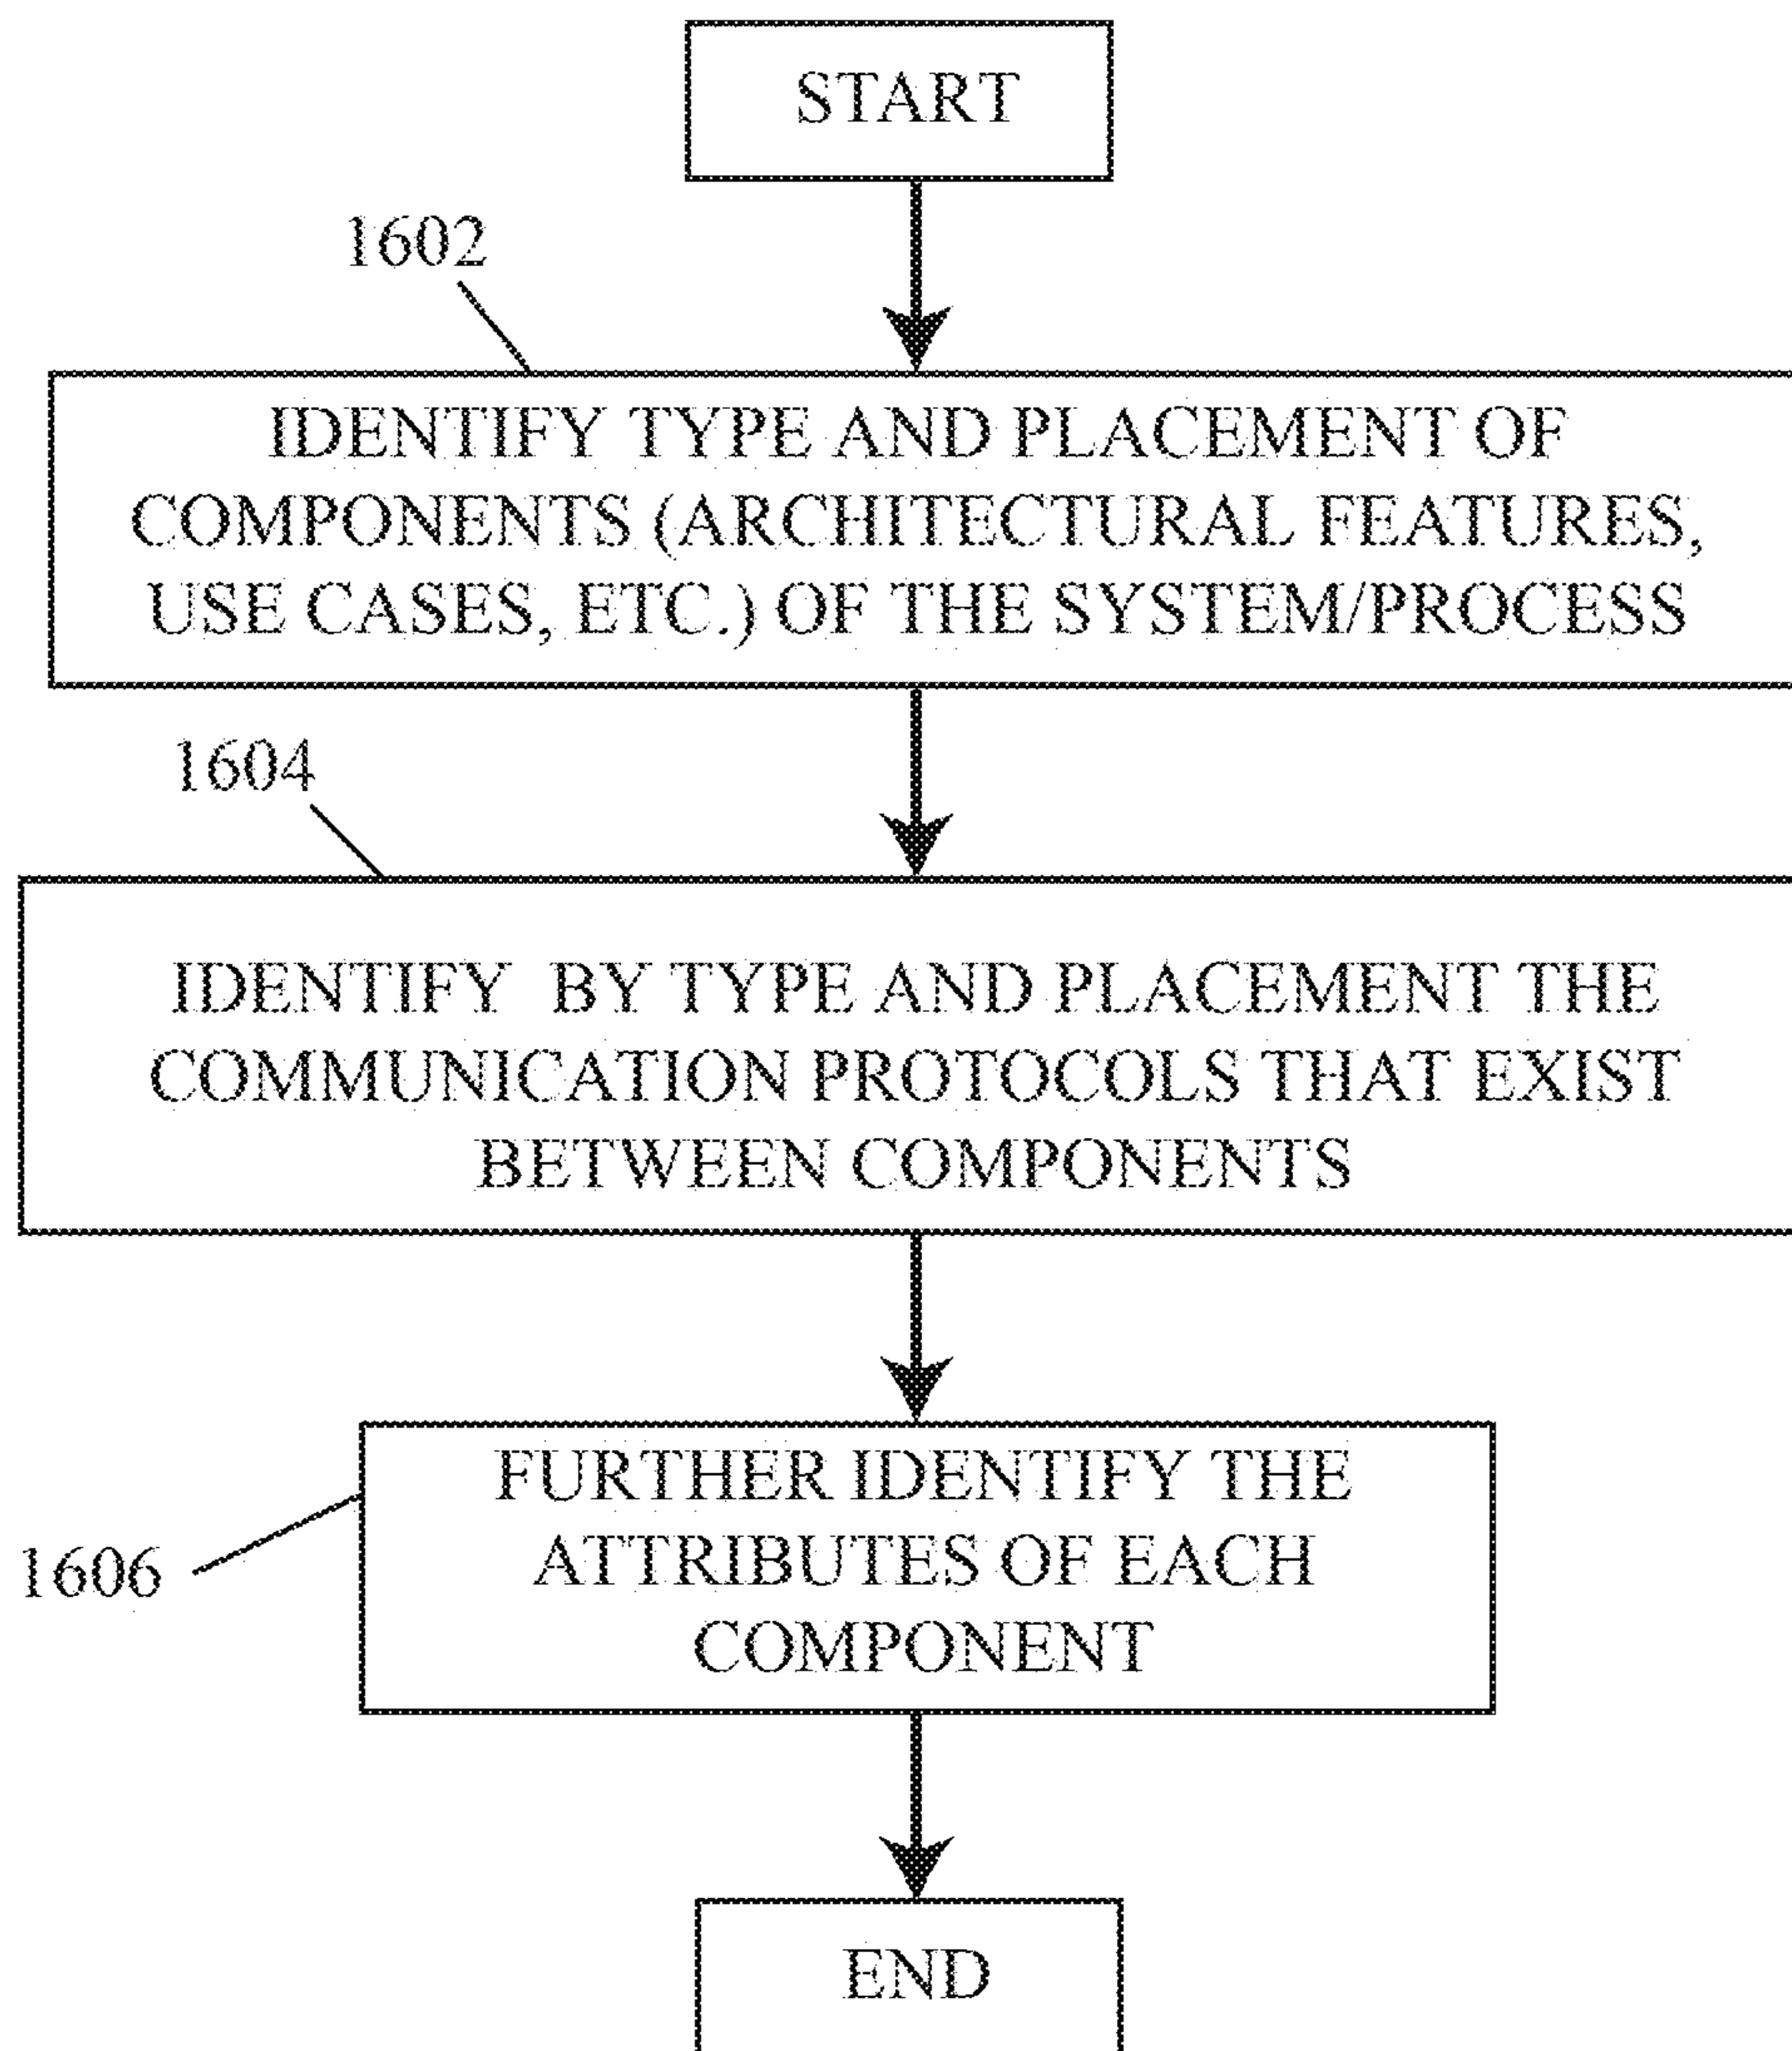 START
1602
IDENTIFY TYPE AND PLACEMENT OF
COMPONENTS (ARCHITECTURAL FEATURES,
USE CASES, ETC.) OF THE SYSTEM/PROCESS
1604
IDENTIFY BY TYPE AND PLACEMENT THE
COMMUNICATION PROTOCOLS THAT EXIST
BETWEEN COMPONENTS
FURTHER IDENTIFY THE
ATTRIBUTES OF EACH
COMPONENT
1606
END